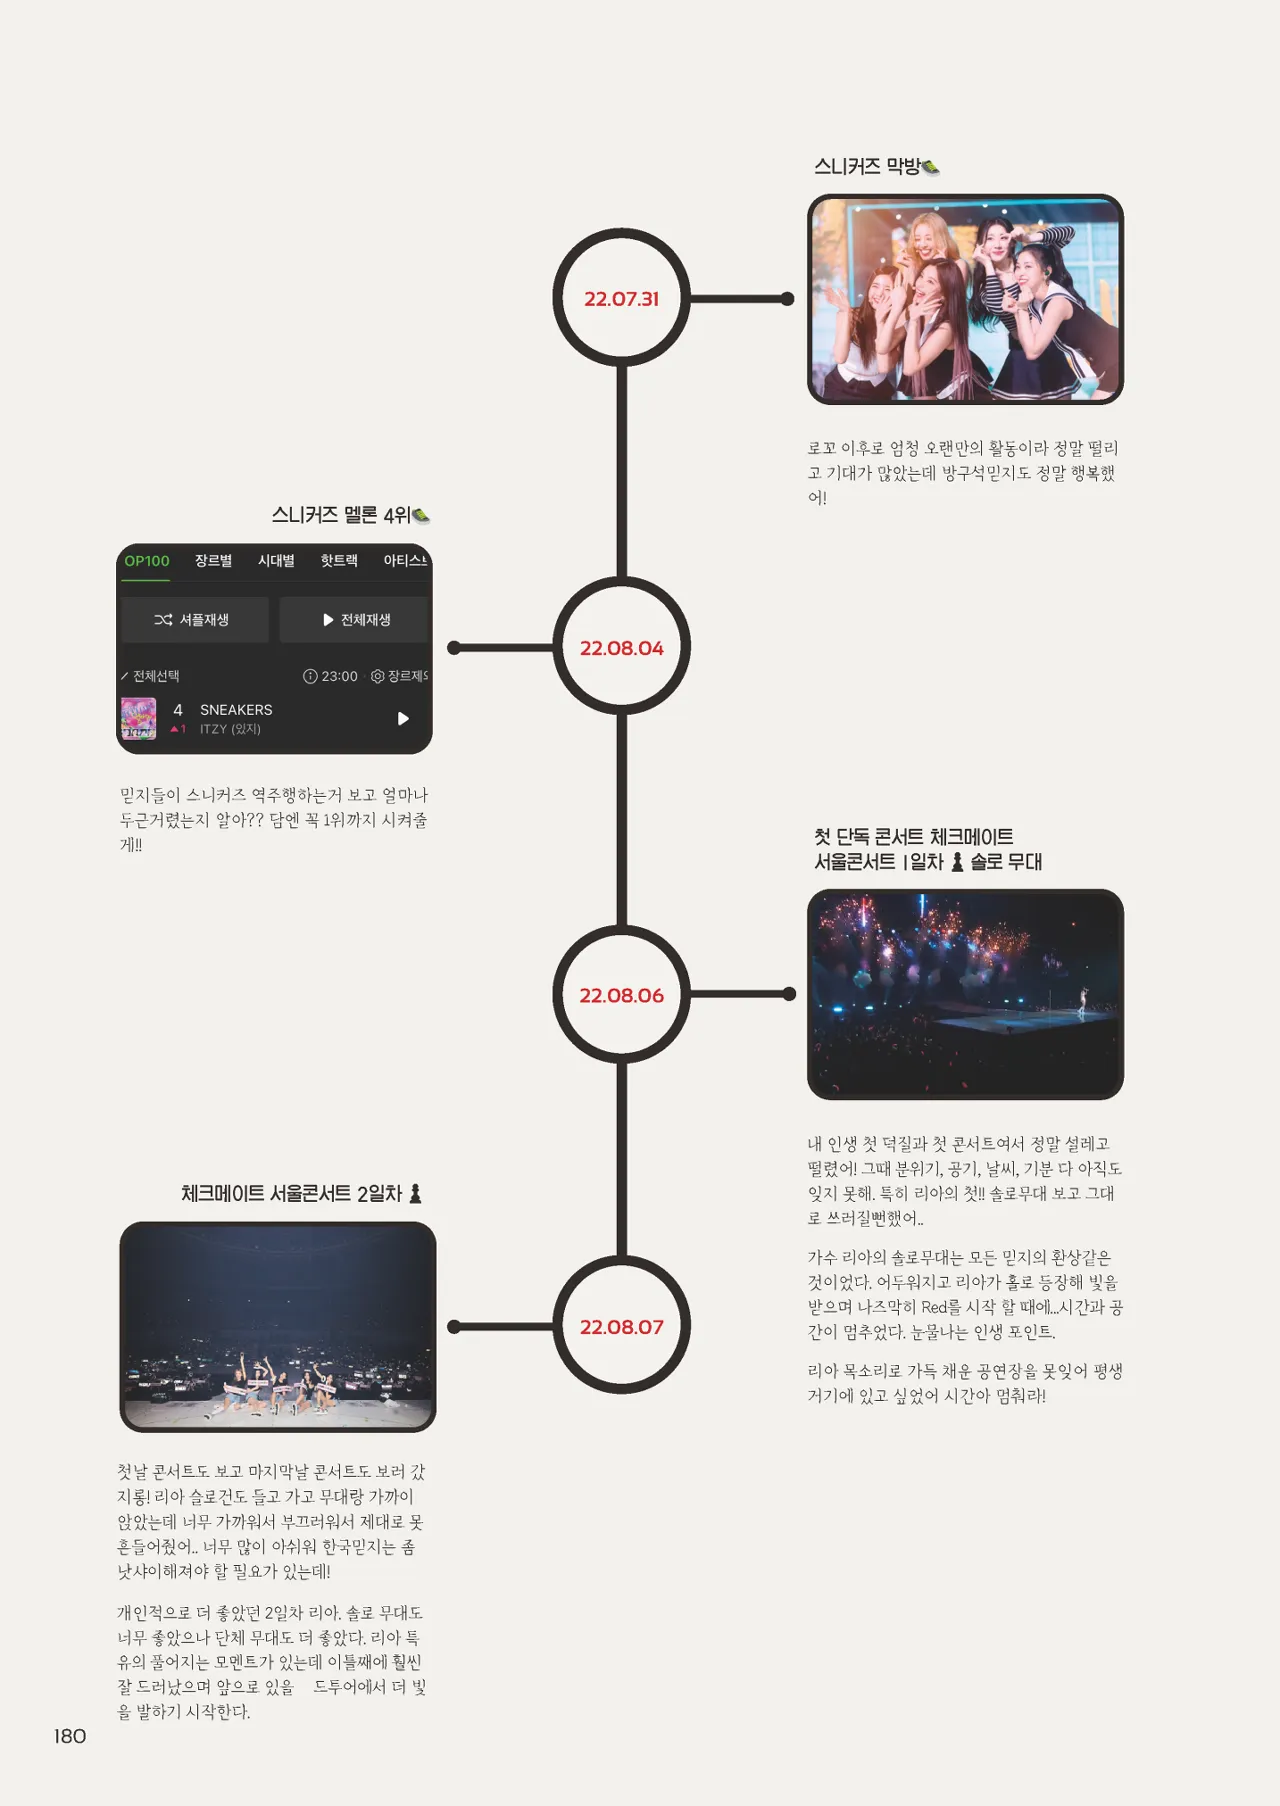 스니커즈 막방
22.07.31
로꼬 이후로 엄청 오랜만의 활동이라 정말 떨리
고 기대가 많았는데 방구석믿지도 정말 행복했
어!
스니커즈 멜론 4위
OP100 장르별 시대별 핫트랙 아티스트
셔플재생 전체재생
전체선택 23:00 장르제외
4 SNEAKERS
1 ITZY (있지)
22.08.04
믿지들이 스니커즈 역주행하는거 보고 얼마나
두근거렸는지 알아?? 담엔 꼭 1위까지 시켜줄
게!!
첫 단독 콘서트 체크메이트
서울콘서트 1일차 솔로 무대
22.08.06
내 인생 첫 덕질과 첫 콘서트여서 정말 설레고
떨렸어! 그때 분위기, 공기, 날씨, 기분 다 아직도
잊지 못해. 특히 리아의 첫!! 솔로무대 보고 그대
로 쓰러질뻔했어..
가수 리아의 솔로무대는 모든 믿지의 환상같은
것이었다. 어두워지고 리아가 홀로 등장해 빛을
받으며 나즈막히 Red를 시작 할 때에...시간과 공
간이 멈추었다. 눈물나는 인생 포인트.
리아 목소리로 가득 채운 공연장을 못잊어 평생
거기에 있고 싶었어 시간아 멈춰라!
체크메이트 서울콘서트 2일차
22.08.07
첫날 콘서트도 보고 마지막날 콘서트도 보러 갔
지롱! 리아 슬로건도 들고 가고 무대랑 가까이
앉았는데 너무 가까워서 부끄러워서 제대로 못
흔들어줬어.. 너무 많이 아쉬워 한국믿지는 좀
낫샤이해져야 할 필요가 있는데!
개인적으로 더 좋았던 2일차 리아. 솔로 무대도
너무 좋았으나 단체 무대도 더 좋았다. 리아 특
유의 풀어지는 모멘트가 있는데 이틀째에 훨씬
잘 드러났으며 앞으로 있을 드투어에서 더 빛
을 발하기 시작한다.
180